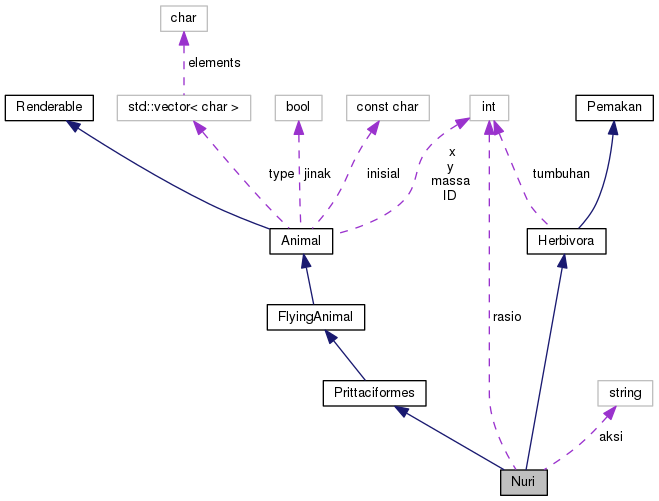 char
elements
Renderable
std::vector< char >
bool
const char
int
Pemakan
type
jinak
inisial
x
y
massa
ID
tumbuhan
Animal
Herbivora
FlyingAnimal
rasio
Prittaciformes
string
aksi
Nuri